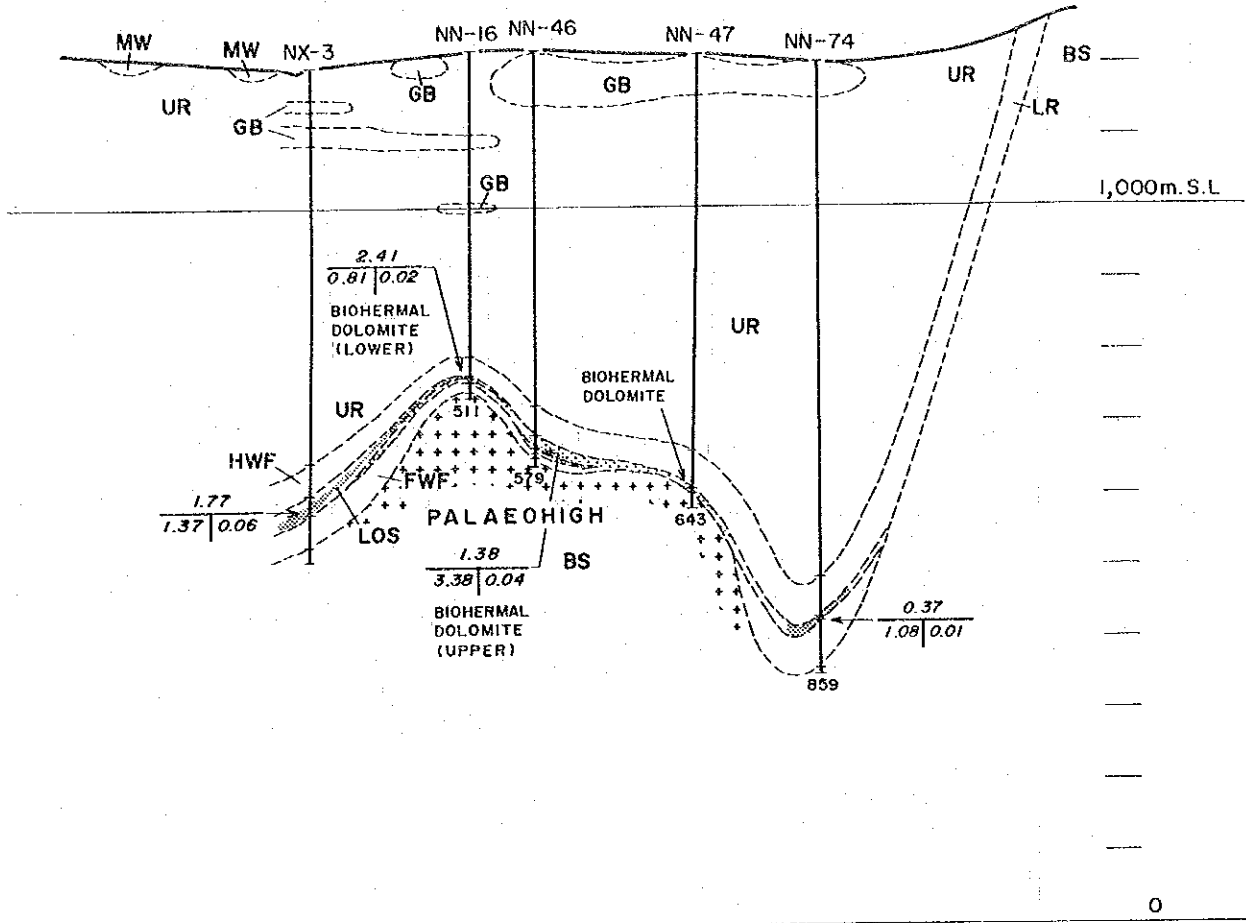 NN-16 NN-46
NN-47
NN-74
MW
MW
NX-3
BS
UR
GB
GB
GB
UR
LR
GB
1,000m. S.L
2.41
0.81 | 0.02
BIOHERMAL
DOLOMITE
(LOWER)
UR
BIOHERMAL
DOLOMITE
UR
511
HWF
FWF
579
1.77
1.37 | 0.06
LOS
PALAEOHIGH
643
1.38
3.38 | 0.04
BS
BIOHERMAL
DOLOMITE
(UPPER)
0.37
1.08 | 0.01
859
0